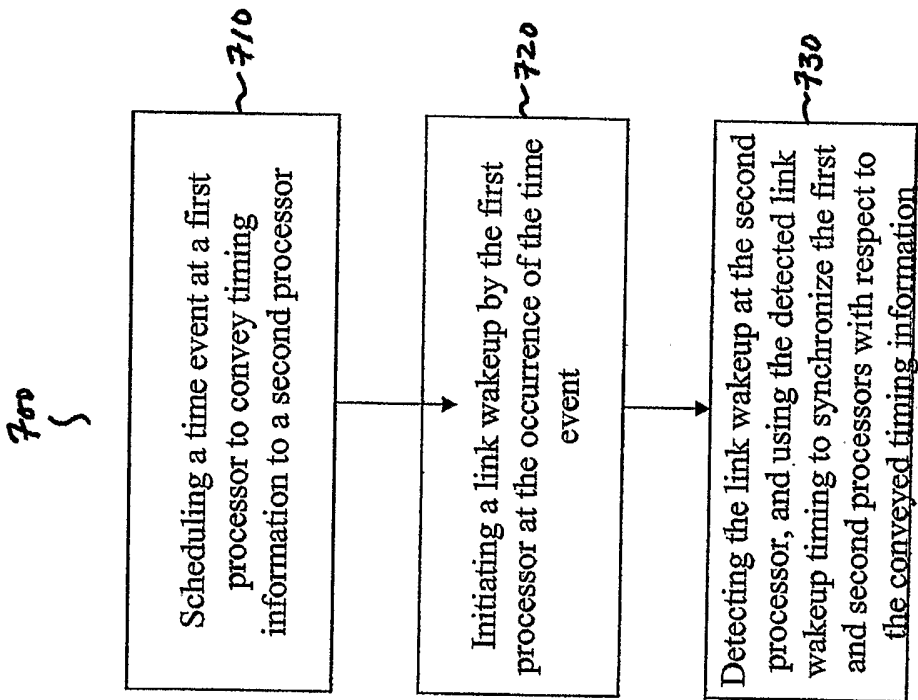 700
Scheduling a time event at a first
processor to convey timing
information to a second processor
~710
Initiating a link wakeup by the first
processor at the occurrence of the time
event
~720
Detecting the link wakeup at the second
processor, and using the detected link
wakeup timing to synchronize the first
and second processors with respect to
the conveyed timing information
~730